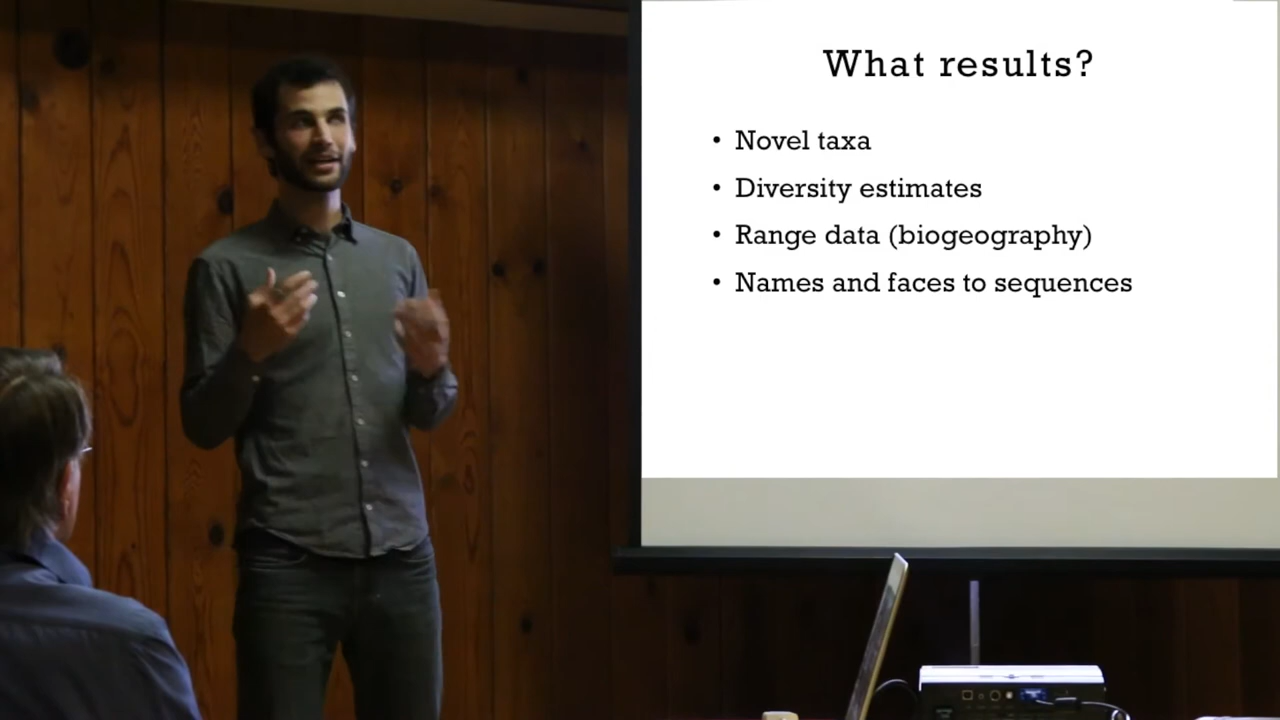 What results?
• Novel taxa
• Diversity estimates
• Range data (biogeography)
• Names and faces to sequences